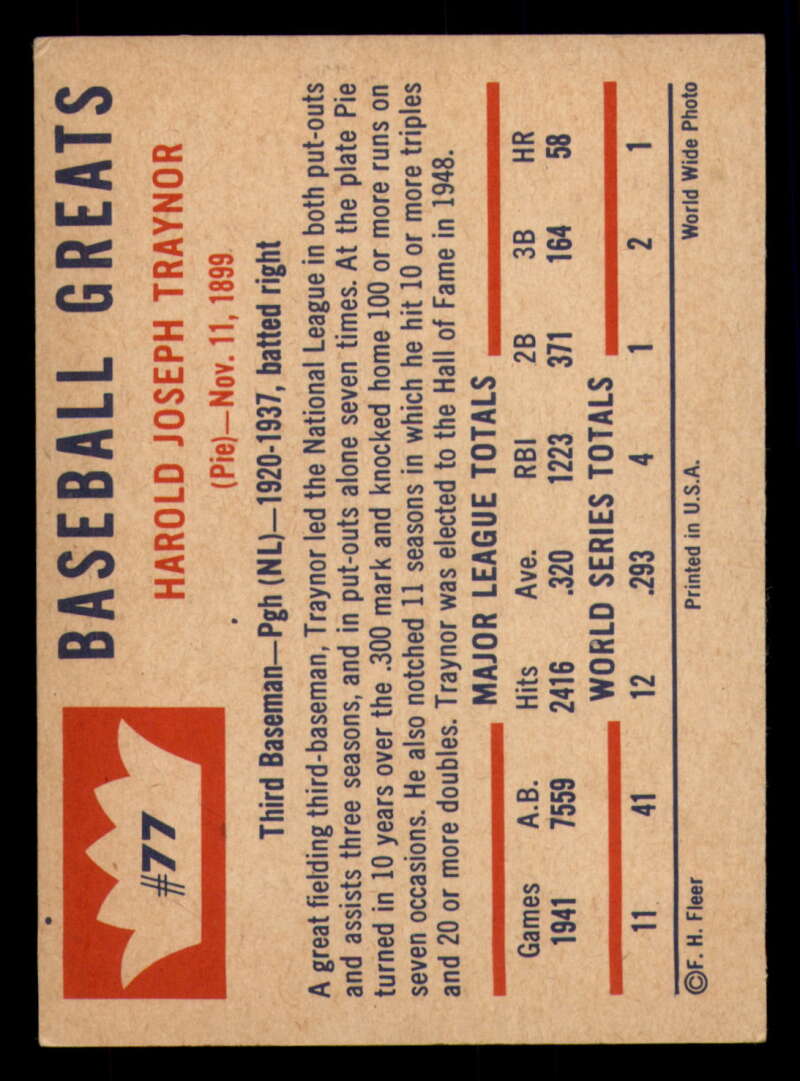 #77
BASEBALL GREATS
HAROLD JOSEPH TRAYNOR
(Pie)—Nov. 11, 1899
Third Baseman—Pgh (NL)—1920-1937, batted right
A great fielding third-baseman, Traynor led the National League in both put-outs
and assists three seasons, and in put-outs alone seven times. At the plate Pie
turned in 10 years over the .300 mark and knocked home 100 or more runs on
seven occasions. He also notched 11 seasons in which he hit 10 or more triples
and 20 or more doubles. Traynor was elected to the Hall of Fame in 1948.
MAJOR LEAGUE TOTALS
Games A.B. Hits Ave. RBI 2B 3B HR
1941 7559 2416 .320 1223 371 164 58
WORLD SERIES TOTALS
11 41 12 .293 4 1 2 1
©F. H. Fleer Printed in U.S.A. World Wide Photo